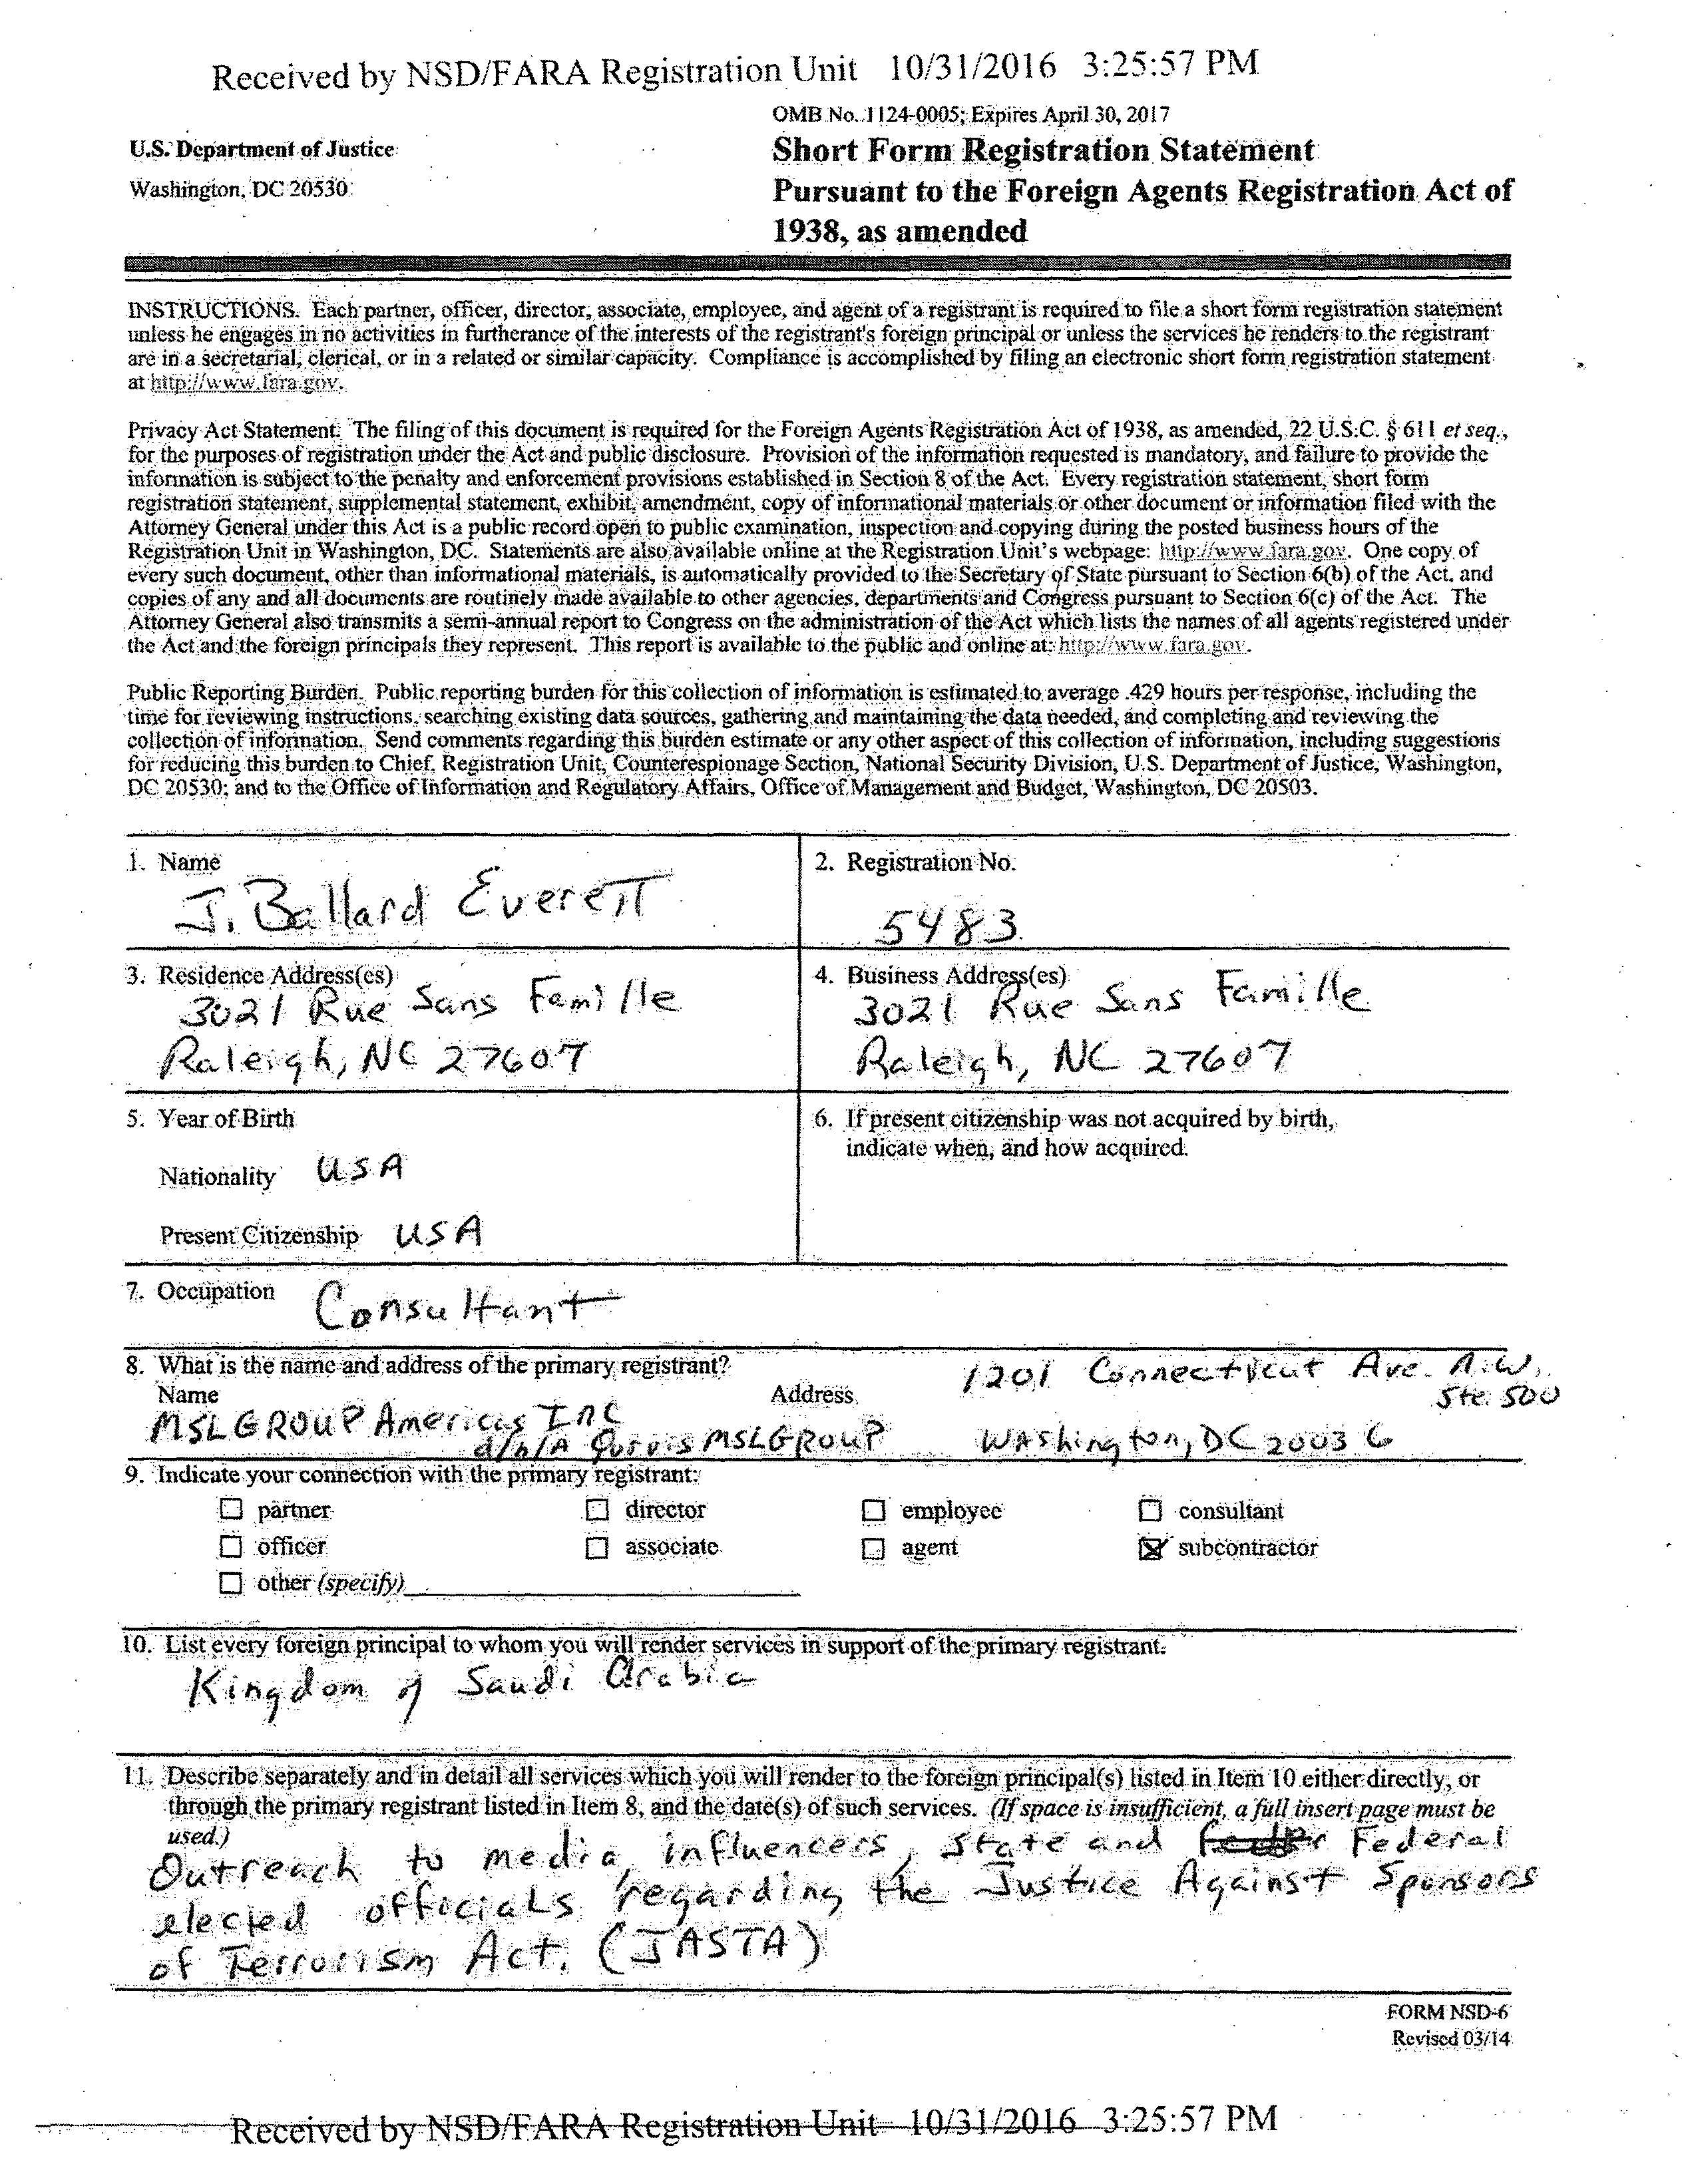 Received by NSD/FARA Registration Unit 10/31/2016 3:25:57 PM
OMB No. 1124-0005; Expires April 30, 2017
U.S. Department of Justice
Washington, DC 20530
Short Form Registration Statement
Pursuant to the Foreign Agents Registration Act of
1938, as amended
INSTRUCTIONS. Each partner, officer, director, associate, employee, and agent of a registrant is required to file a short form registration statement
unless he engages in no activities in furtherance of the interests of the registrant's foreign principal or unless the services he renders to the registrant
are in a secretarial, clerical, or in a related or similar capacity. Compliance is accomplished by filing an electronic short form registration statement
at http://www.fara.gov.
Privacy Act Statement. The filing of this document is required for the Foreign Agents Registration Act of 1938, as amended, 22 U.S.C. § 611 et seq.,
for the purposes of registration under the Act and public disclosure. Provision of the information requested is mandatory, and failure to provide the
information is subject to the penalty and enforcement provisions established in Section 8 of the Act. Every registration statement, short form
registration statement, supplemental statement, exhibit, amendment, copy of informational materials or other document or information filed with the
Attorney General under this Act is a public record open to public examination, inspection and copying during the posted business hours of the
Registration Unit in Washington, DC. Statements are also available online at the Registration Unit's webpage: http://www.fara.gov. One copy of
every such document, other than informational materials, is automatically provided to the Secretary of State pursuant to Section 6(b) of the Act, and
copies of any and all documents are routinely made available to other agencies, departments and Congress pursuant to Section 6(c) of the Act. The
Attorney General also transmits a semi-annual report to Congress on the administration of the Act which lists the names of all agents registered under
the Act and the foreign principals they represent. This report is available to the public and online at: http://www.fara.gov.
Public Reporting Burden. Public reporting burden for this collection of information is estimated to average .429 hours per response, including the
time for reviewing instructions, searching existing data sources, gathering and maintaining the data needed, and completing and reviewing the
collection of information. Send comments regarding this burden estimate or any other aspect of this collection of information, including suggestions
for reducing this burden to Chief, Registration Unit, Counterespionage Section, National Security Division, U.S. Department of Justice, Washington,
DC 20530; and to the Office of Information and Regulatory Affairs, Office of Management and Budget, Washington, DC 20503.
1. Name
J. Ballard Everett
2. Registration No.
5483
3. Residence Address(es)
3021 Rue Sans Famille
Raleigh, NC 27607
4. Business Address(es)
3021 Rue Sans Famille
Raleigh, NC 27607
5. Year of Birth
Nationality USA
Present Citizenship USA
6. If present citizenship was not acquired by birth,
indicate when, and how acquired.
7. Occupation Consultant
8. What is the name and address of the primary registrant?
Name
MSLGROUP Americas Inc
d/b/a Qorvis MSLGROUP
Address
1201 Connecticut Ave. N.W.
Ste. 500
Washington, DC 20036
9. Indicate your connection with the primary registrant:
partner director employee consultant
officer associate agent subcontractor
other (specify)
10. List every foreign principal to whom you will render services in support of the primary registrant.
Kingdom of Saudi Arabia
11. Describe separately and in detail all services which you will render to the foreign principal(s) listed in Item 10 either directly, or
through the primary registrant listed in Item 8, and the date(s) of such services. (If space is insufficient, a full insert page must be
used.)
Outreach to media, influencers, State and Federal
elected officials regarding the Justice Against Sponsors
of Terrorism Act. (JASTA)
FORM NSD-6
Revised 03/14
Received by NSD/FARA Registration Unit 10/31/2016 3:25:57 PM